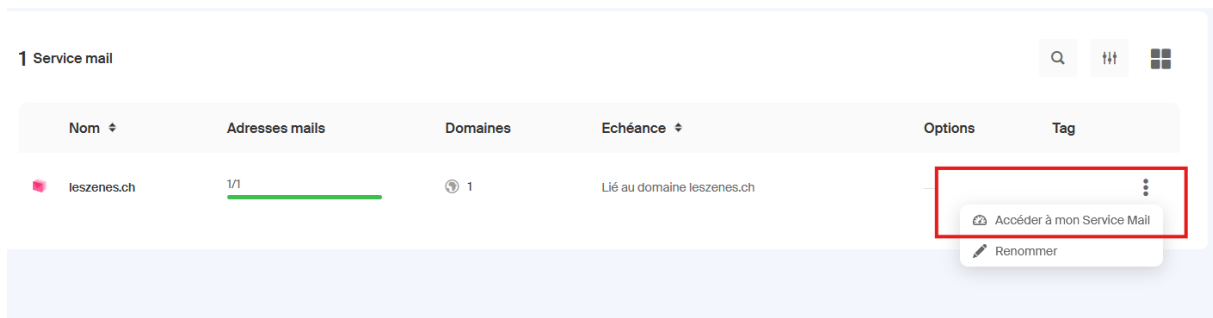 1 Service mail
Nom Adresses mails Domaines Echéance Options Tag
leszenes.ch 1/1 1 Lié au domaine leszenes.ch
Accéder à mon Service Mail
Renommer